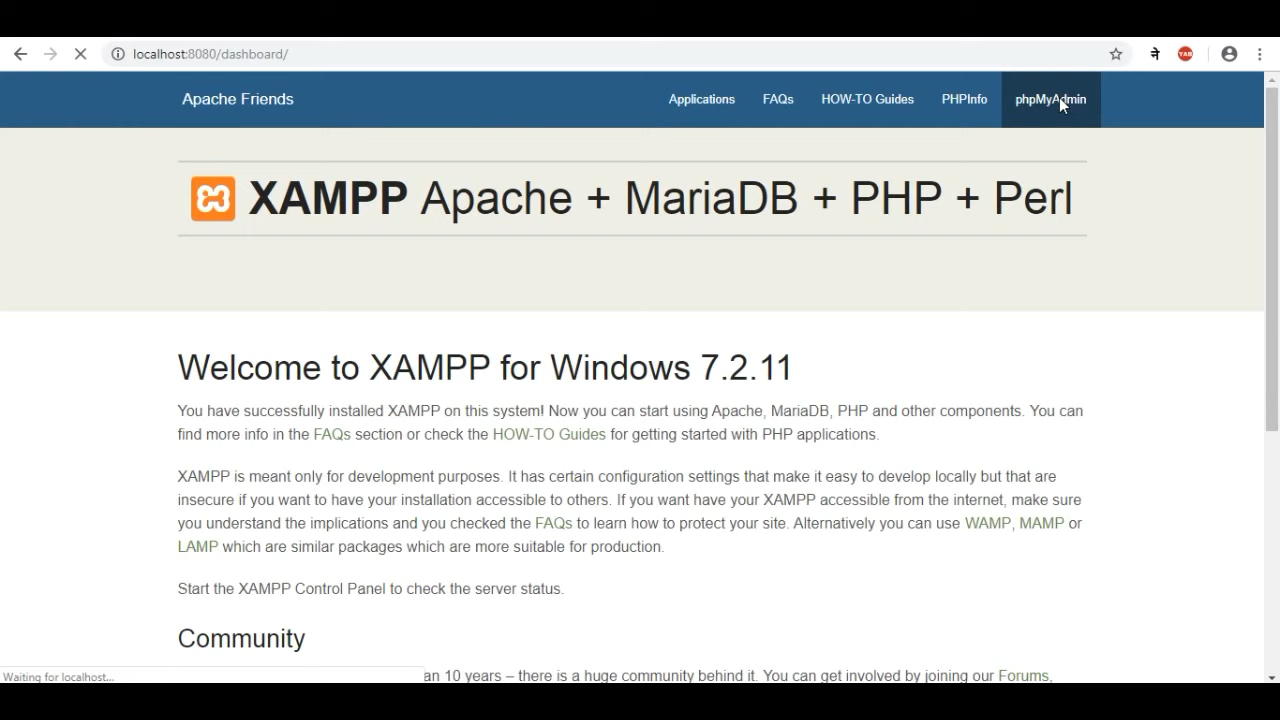 localhost:8080/dashboard/
ने
Apache Friends
Applications FAQs HOW-TO Guides PHPInfo phpMyAdmin
XAMPP Apache + MariaDB + PHP + Perl
Welcome to XAMPP for Windows 7.2.11
You have successfully installed XAMPP on this system! Now you can start using Apache, MariaDB, PHP and other components. You can
find more info in the FAQs section or check the HOW-TO Guides for getting started with PHP applications.
XAMPP is meant only for development purposes. It has certain configuration settings that make it easy to develop locally but that are
insecure if you want to have your installation accessible to others. If you want have your XAMPP accessible from the internet, make sure
you understand the implications and you checked the FAQs to learn how to protect your site. Alternatively you can use WAMP, MAMP or
LAMP which are similar packages which are more suitable for production.
Start the XAMPP Control Panel to check the server status.
Community
an 10 years – there is a huge community behind it. You can get involved by joining our Forums,
Waiting for localhost...